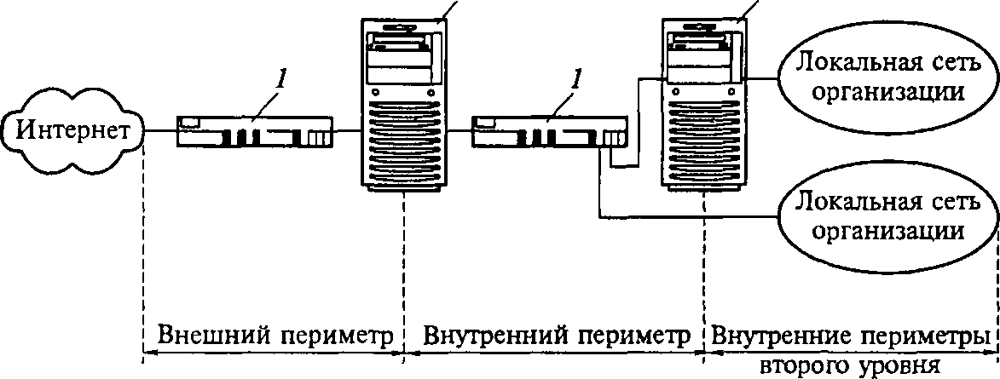 1
1
Интернет
Локальная сеть
организации
Локальная сеть
организации
Внешний периметр
Внутренний периметр
Внутренние периметры
второго уровня